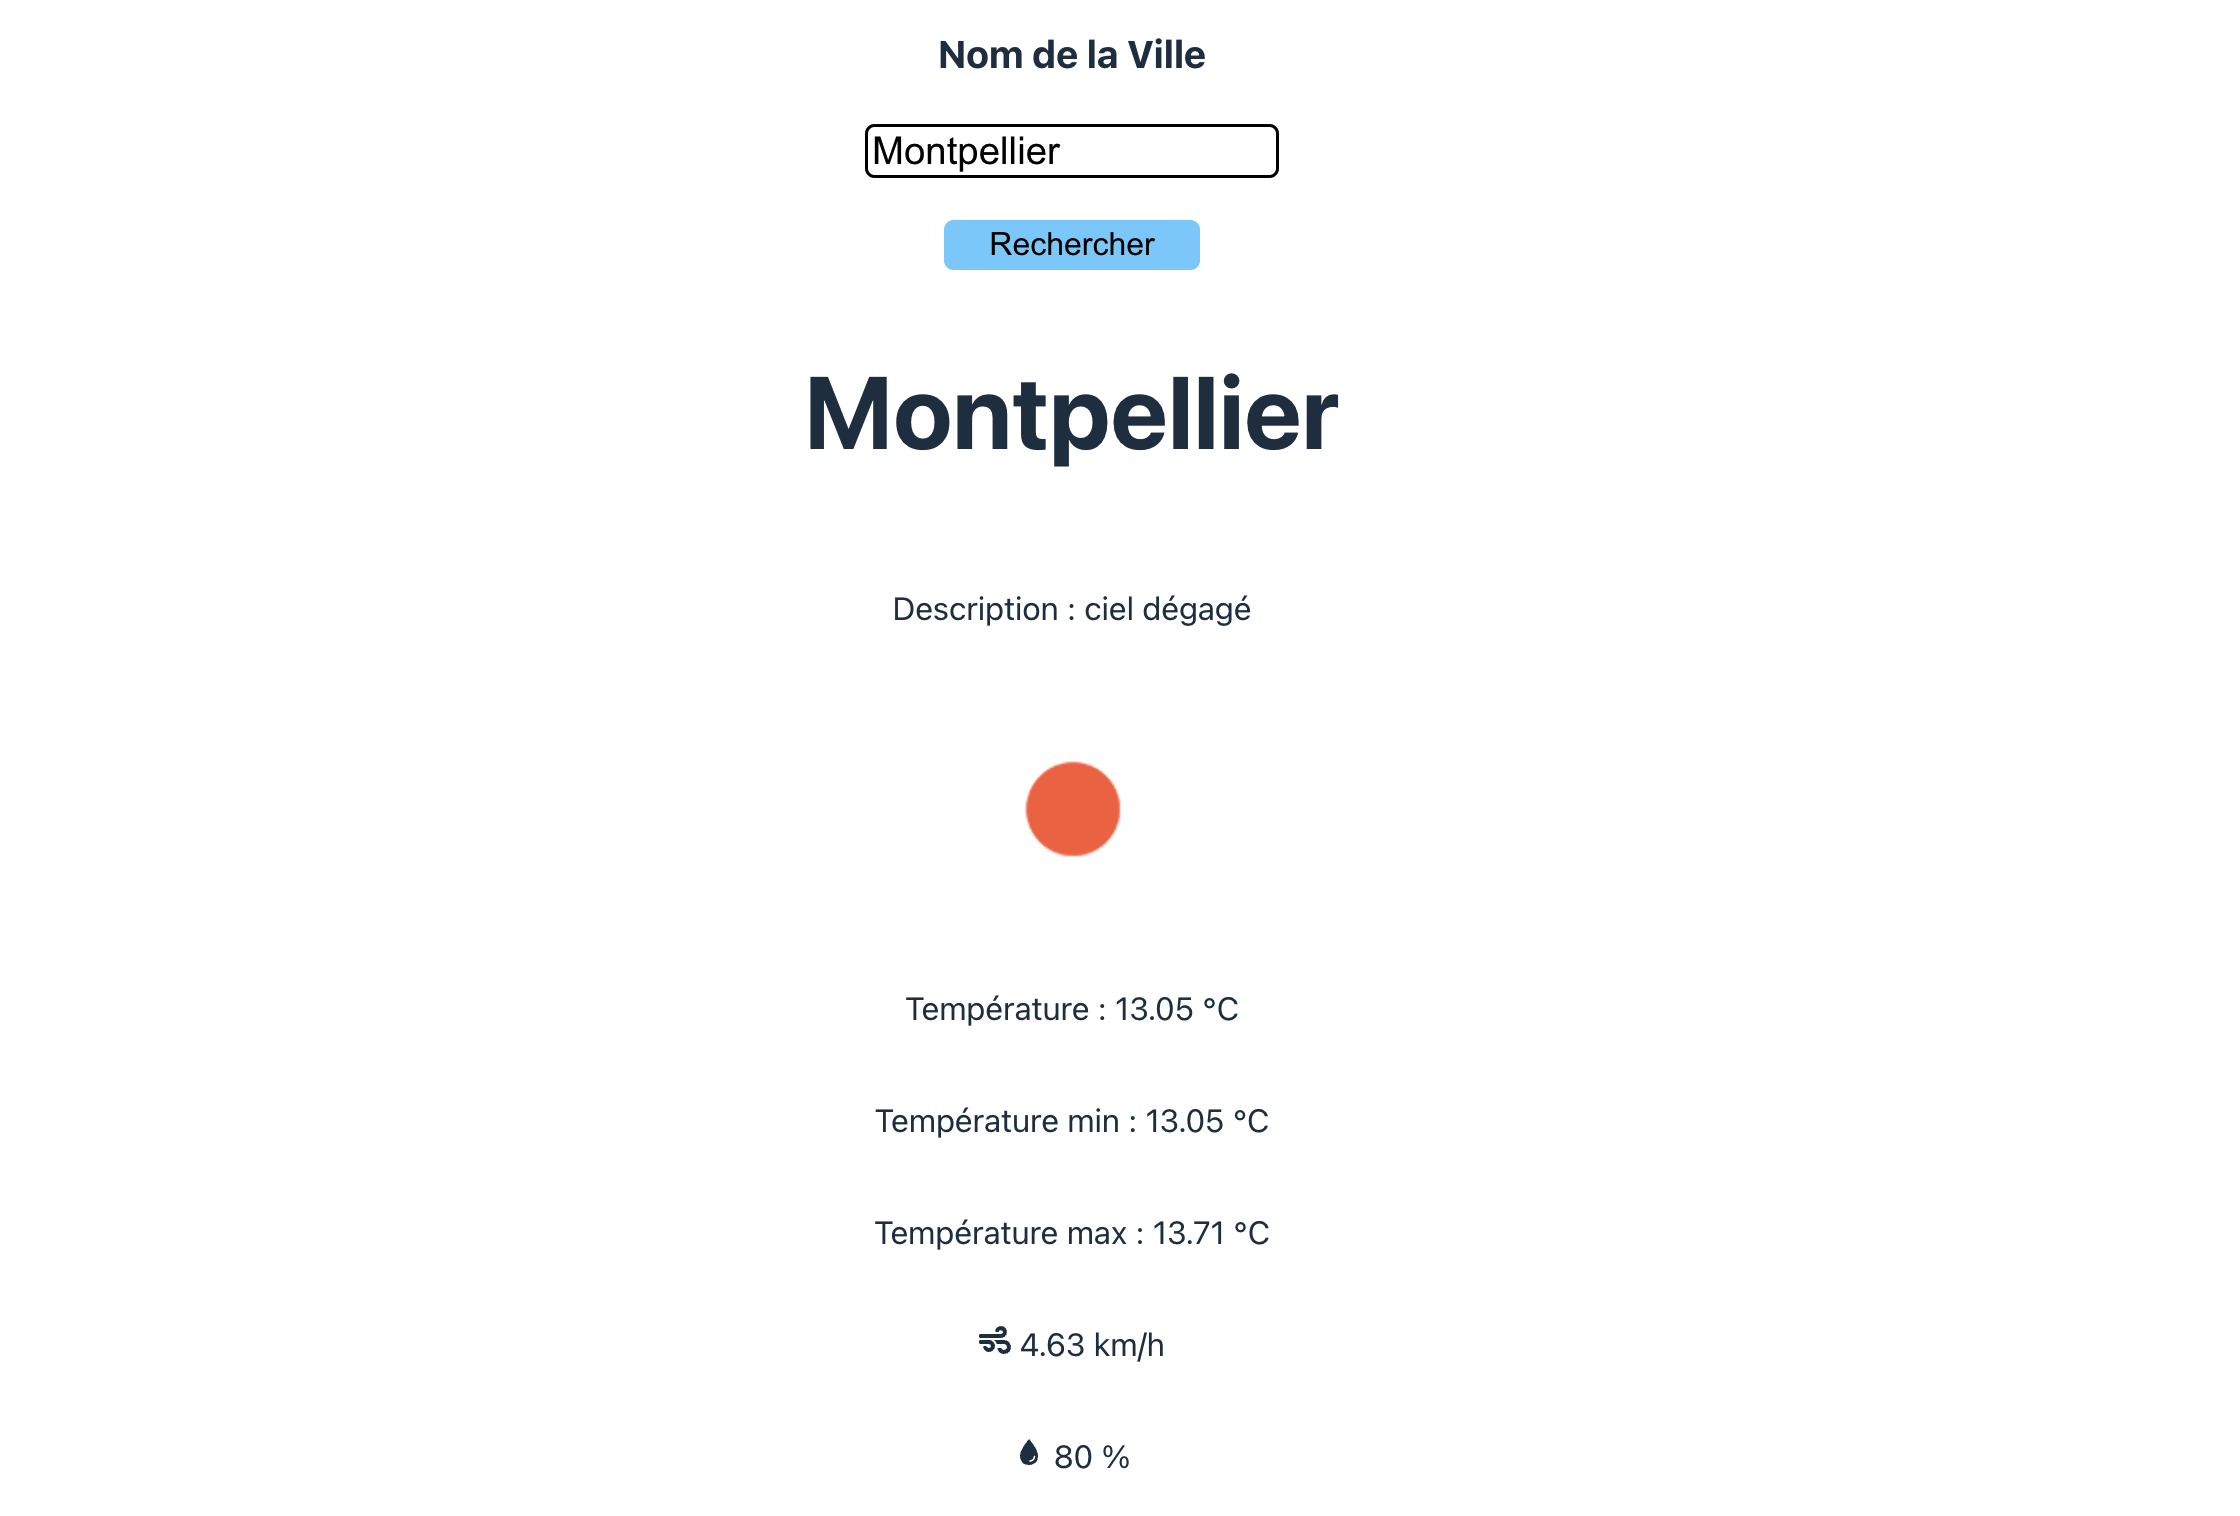 Nom de la Ville
Montpellier
Rechercher
Montpellier
Description : ciel dégagé
Température : 13.05 °C
Température min : 13.05 °C
Température max : 13.71 °C
4.63 km/h
80 %